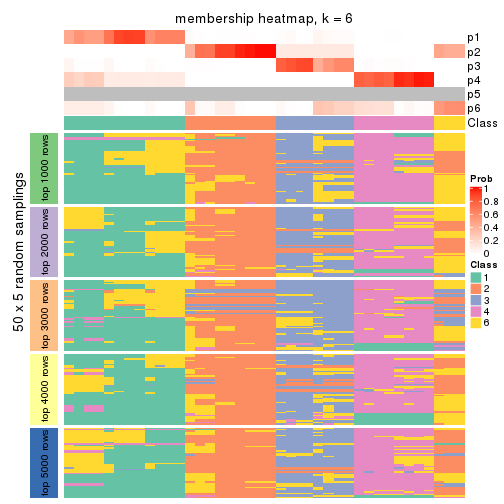 membership heatmap, k = 6
p1
p2
p3
p4
p5
p6
Class
50 x 5 random samplings
top 1000 rows
top 2000 rows
top 3000 rows
top 4000 rows
top 5000 rows
Prob
1
0.8
0.6
0.4
0.2
0
Class
1
2
3
4
6